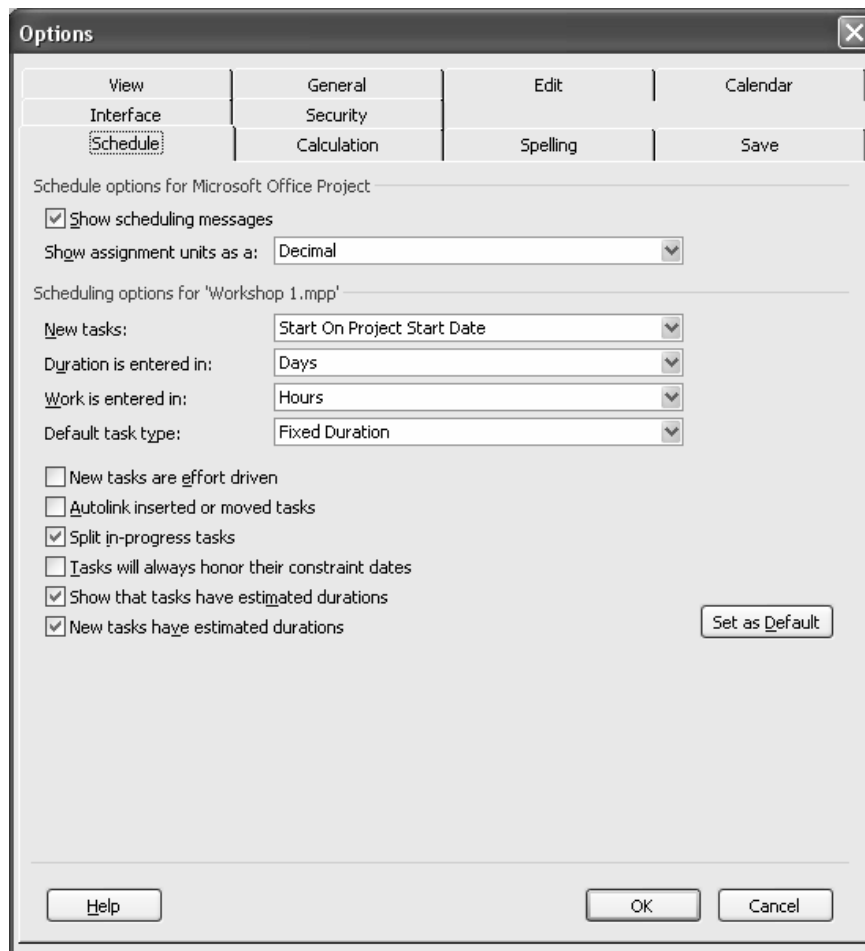 Options
View General Edit Calendar
Interface Security
Schedule Calculation Spelling Save
Schedule options for Microsoft Office Project
Show scheduling messages
Show assignment units as a: Decimal
Scheduling options for 'Workshop 1.mpp'
New tasks: Start On Project Start Date
Duration is entered in: Days
Work is entered in: Hours
Default task type: Fixed Duration
New tasks are effort driven
Autolink inserted or moved tasks
Split in-progress tasks
Tasks will always honor their constraint dates
Show that tasks have estimated durations
New tasks have estimated durations
Set as Default
Help OK Cancel